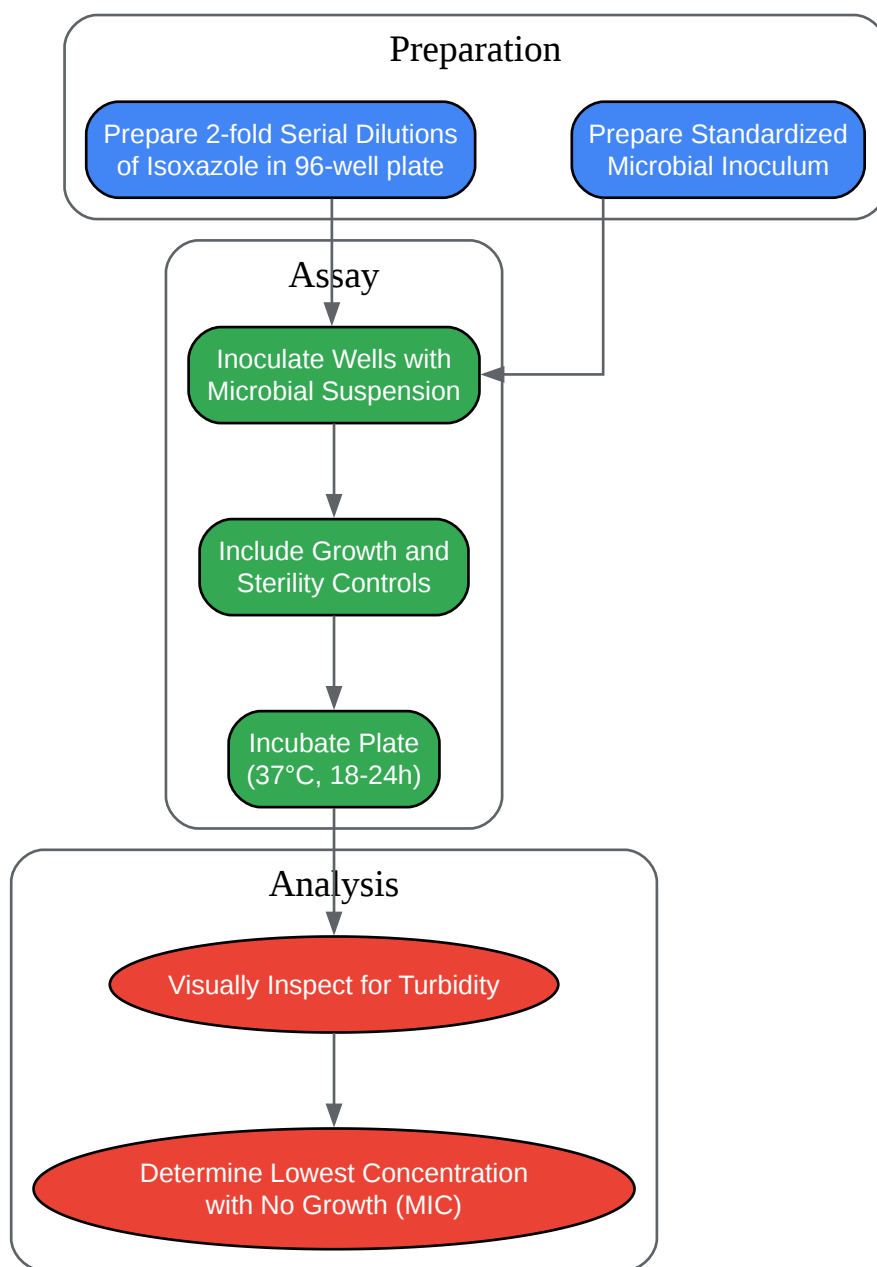 Preparation
Prepare 2-fold Serial Dilutions
of Isoxazole in 96-well plate
Prepare Standardized
Microbial Inoculum
Assay
Inoculate Wells with
Microbial Suspension
Include Growth and
Sterility Controls
Incubate Plate
(37°C, 18-24h)
Analysis
Visually Inspect for Turbidity
Determine Lowest Concentration
with No Growth (MIC)